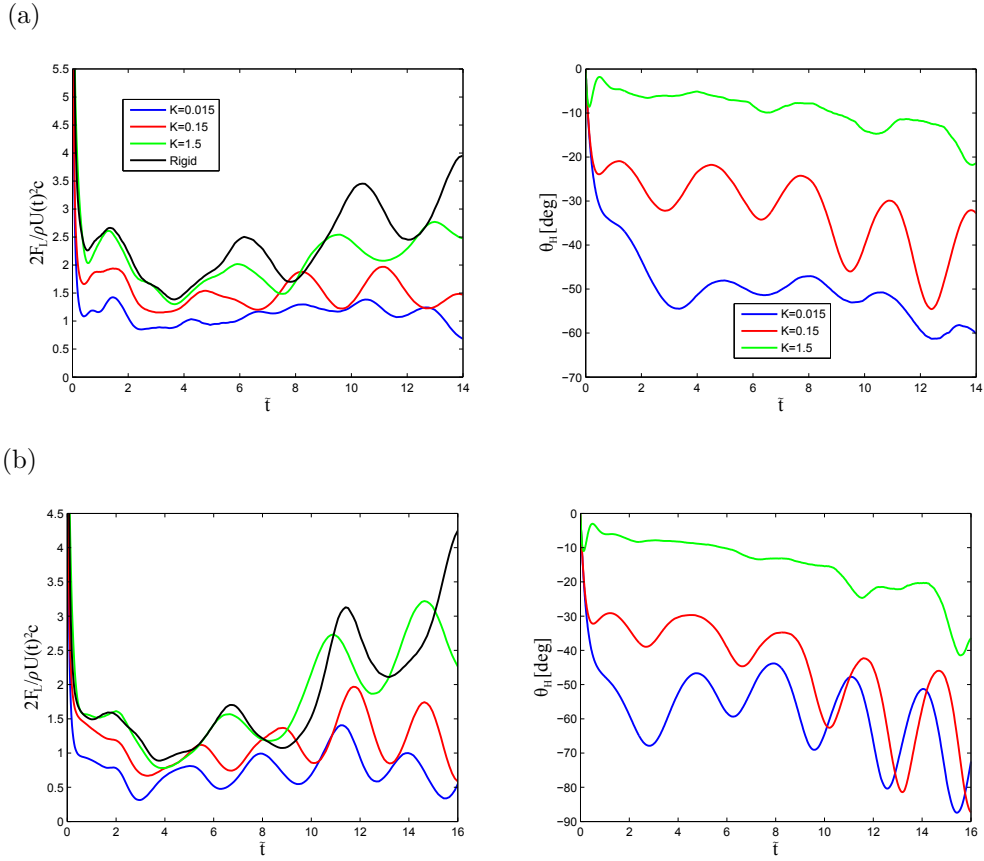 (a)
5.5
5
4.5
4
3.5
3
2.5
2
1.5
1
0.5
0
2F_L/ρU(t)²c
K=0.015
K=0.15
K=1.5
Rigid
0 2 4 6 8 10 12 14
t̃
0
−10
−20
−30
−40
−50
−60
−70
θ_H[deg]
K=0.015
K=0.15
K=1.5
0 2 4 6 8 10 12 14
t̃
(b)
4.5
4
3.5
3
2.5
2
1.5
1
0.5
0
2F_L/ρU(t)²c
0 2 4 6 8 10 12 14 16
t̃
0
−10
−20
−30
−40
−50
−60
−70
−80
−90
θ_H[deg]
0 2 4 6 8 10 12 14 16
t̃